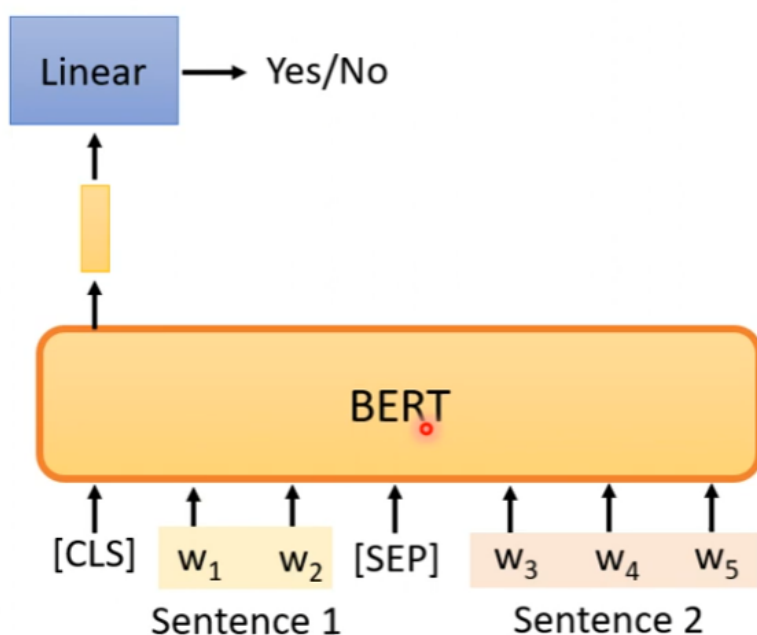 Linear
Yes/No
BERT
[CLS] w₁ w₂ [SEP] w₃ w₄ w₅
Sentence 1 Sentence 2